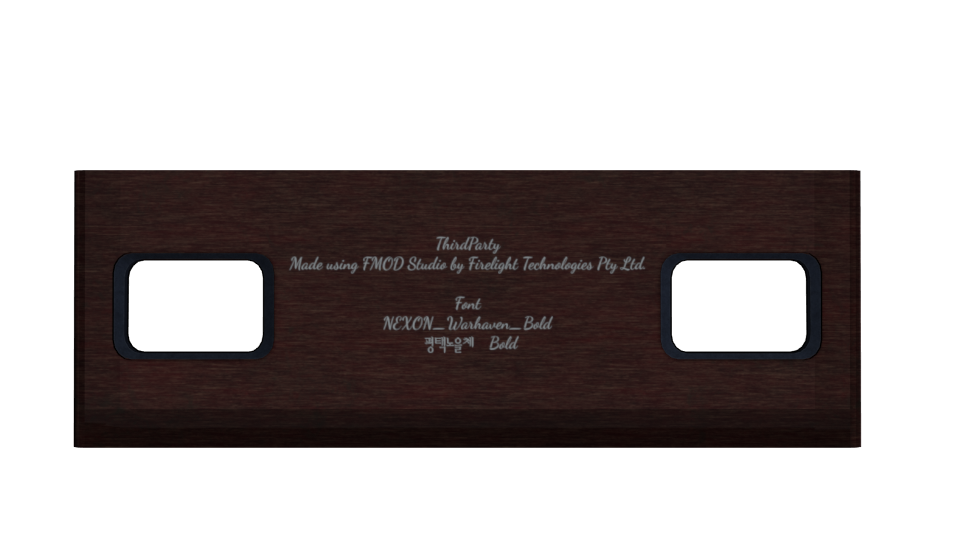 ThirdParty
Made using FMOD Studio by Firelight Technologies Pty Ltd.
Font
NEXON_Warhaven_Bold
평택노을체 Bold